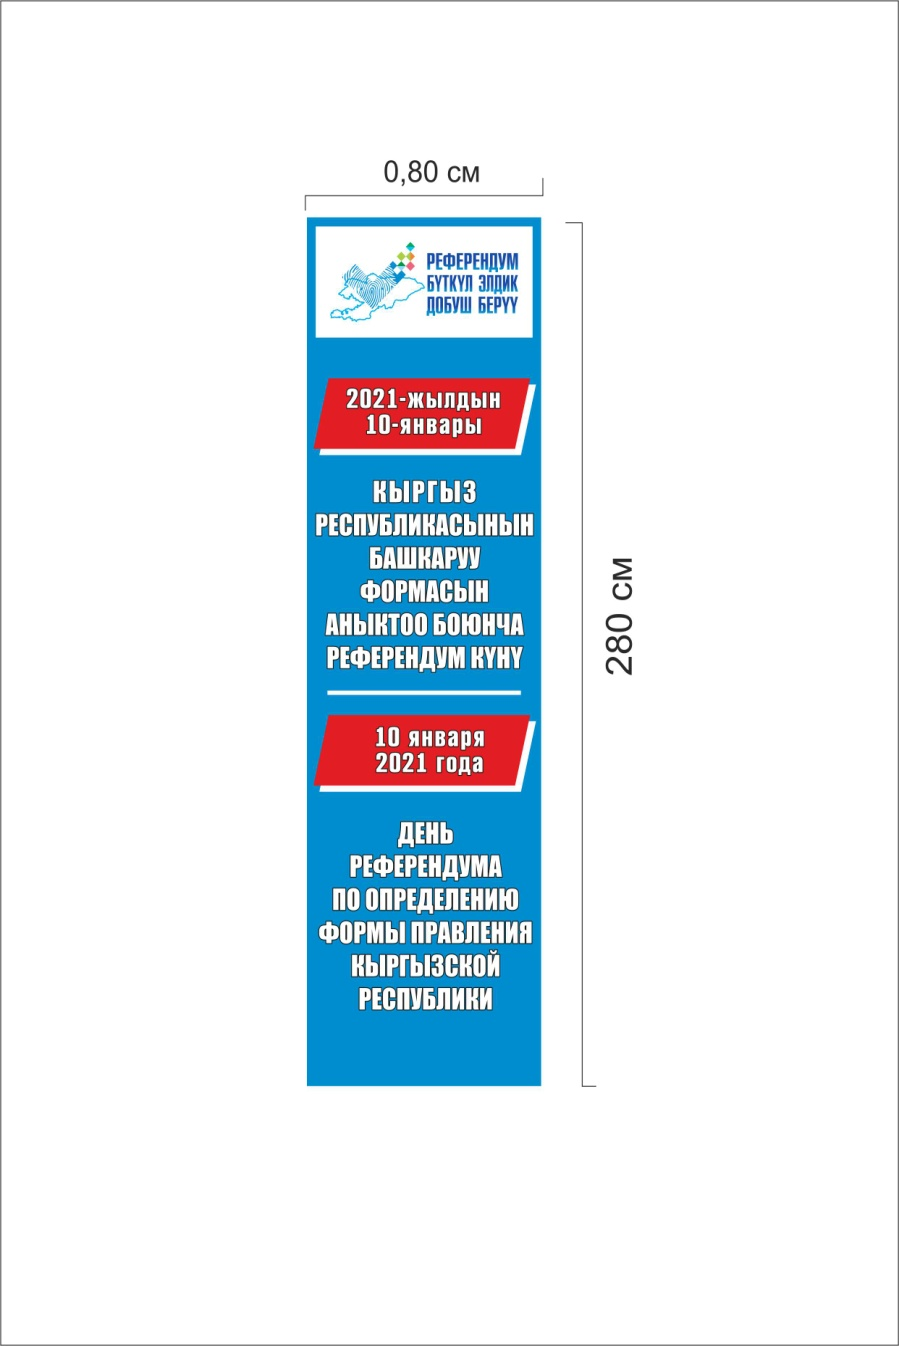 0,80 см
РЕФЕРЕНДУМ
БҮТКҮЛ ЭЛДИК
ДОБУШ БЕРҮҮ
2021-жылдын
10-январы
КЫРГЫЗ
РЕСПУБЛИКАСЫНЫН
БАШКАРУУ
ФОРМАСЫН
АНЫКТОО БОЮНЧА
РЕФЕРЕНДУМ КҮНҮ
280 см
10 января
2021 года
ДЕНЬ
РЕФЕРЕНДУМА
ПО ОПРЕДЕЛЕНИЮ
ФОРМЫ ПРАВЛЕНИЯ
КЫРГЫЗСКОЙ
РЕСПУБЛИКИ